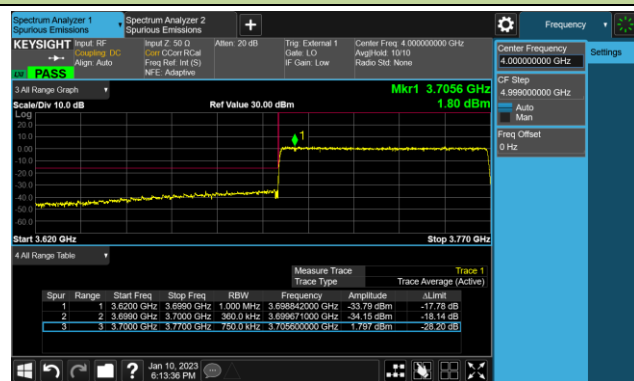 Spectrum Analyzer 1
Spurious Emissions
Spectrum Analyzer 2
Spurious Emissions
Frequency
KEYSIGHT
Input: RF
Coupling: DC
Align: Auto
Input Z: 50 Ω
Corr CCorr RCal
Freq Ref: Int (S)
NFE: Adaptive
Atten: 20 dB
Trig: External 1
Gate: LO
IF Gain: Low
Center Freq: 4.000000000 GHz
Avg|Hold: 10/10
Radio Std: None
PASS
Center Frequency
4.000000000 GHz
Settings
CF Step
4.999000000 GHz
Auto
Man
Freq Offset
0 Hz
3 All Range Graph
Mkr1 3.7056 GHz
Scale/Div 10.0 dB
Ref Value 30.00 dBm
1.80 dBm
Log
20.0
10.0
0.00
-10.0
-20.0
-30.0
-40.0
-50.0
-60.0
1
Start 3.620 GHz
Stop 3.770 GHz
4 All Range Table
Measure Trace Trace 1
Trace Type Trace Average (Active)
Spur Range Start Freq Stop Freq RBW Frequency Amplitude ΔLimit
1 1 3.6200 GHz 3.6990 GHz 1.000 MHz 3.698842000 GHz -33.79 dBm -17.78 dB
2 2 3.6990 GHz 3.7000 GHz 360.0 kHz 3.699671000 GHz -34.15 dBm -18.14 dB
3 3 3.7000 GHz 3.7700 GHz 750.0 kHz 3.705600000 GHz 1.797 dBm -28.20 dB
Jan 10, 2023
6:13:36 PM